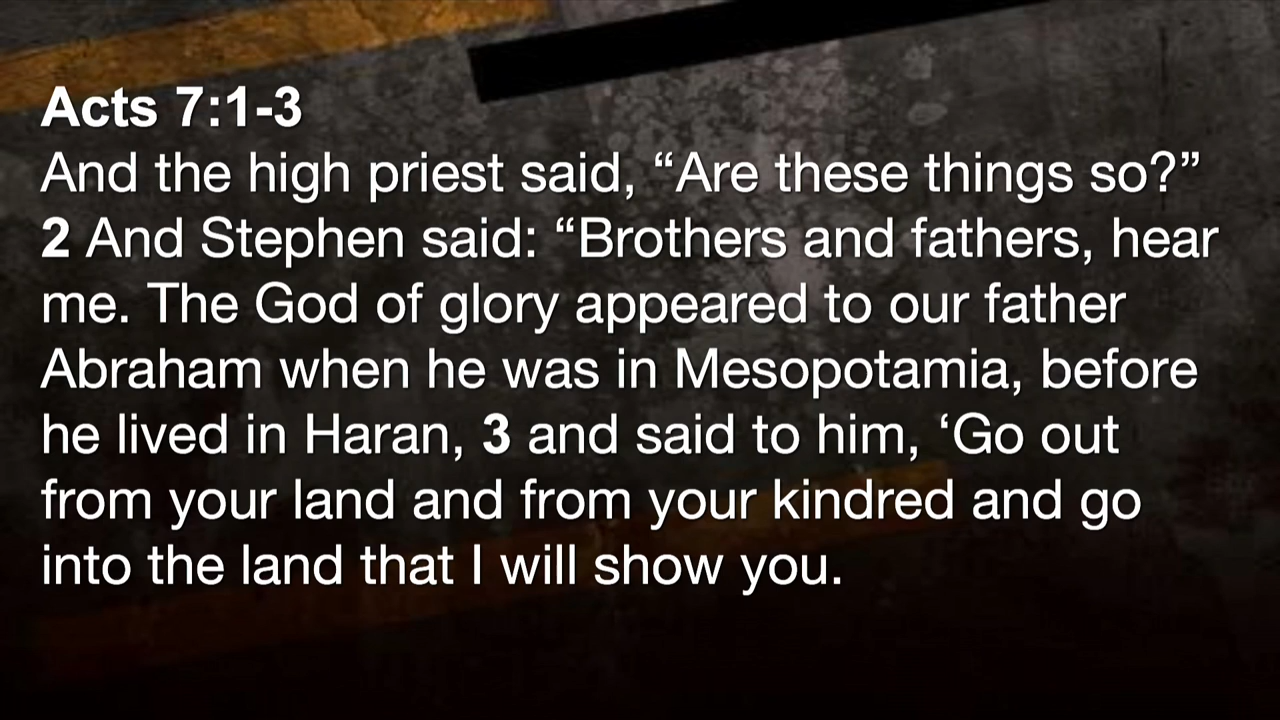 Acts 7:1-3
And the high priest said, “Are these things so?”
2 And Stephen said: “Brothers and fathers, hear
me. The God of glory appeared to our father
Abraham when he was in Mesopotamia, before
he lived in Haran, 3 and said to him, ‘Go out
from your land and from your kindred and go
into the land that I will show you.